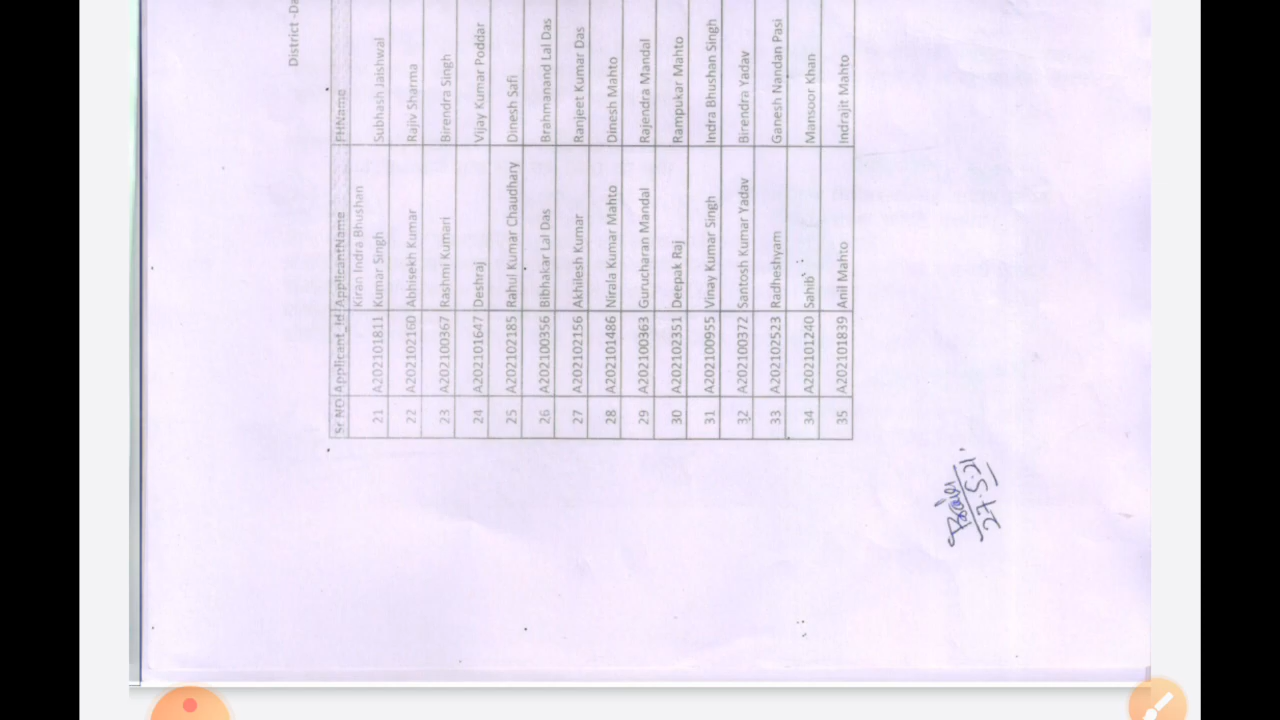 District -Da
Sr NO Applicant_Id ApplicantName FHName
Kiran Indra Bhushan
21 A202101811 Kumar Singh Subhash Jaishwal
22 A202102160 Abhisekh Kumar Rajiv Sharma
23 A202100367 Rashmi Kumari Birendra Singh
24 A202101647 Deshraj Vijay Kumar Poddar
25 A202102185 Rahul Kumar Chaudhary Dinesh Safi
26 A202100356 Bibhakar Lal Das Brahmanand Lal Das
27 A202102156 Akhilesh Kumar Ranjeet Kumar Das
28 A202101486 Nirala Kumar Mahto Dinesh Mahto
29 A202100363 Gurucharan Mandal Rajendra Mandal
30 A202102351 Deepak Raj Rampukar Mahto
31 A202100955 Vinay Kumar Singh Indra Bhushan Singh
32 A202100372 Santosh Kumar Yadav Birendra Yadav
33 A202102523 Radheshyam Ganesh Nandan Pasi
34 A202101240 Sahib Mansoor Khan
35 A202101839 Anil Mahto Indrajit Mahto
27.5.21